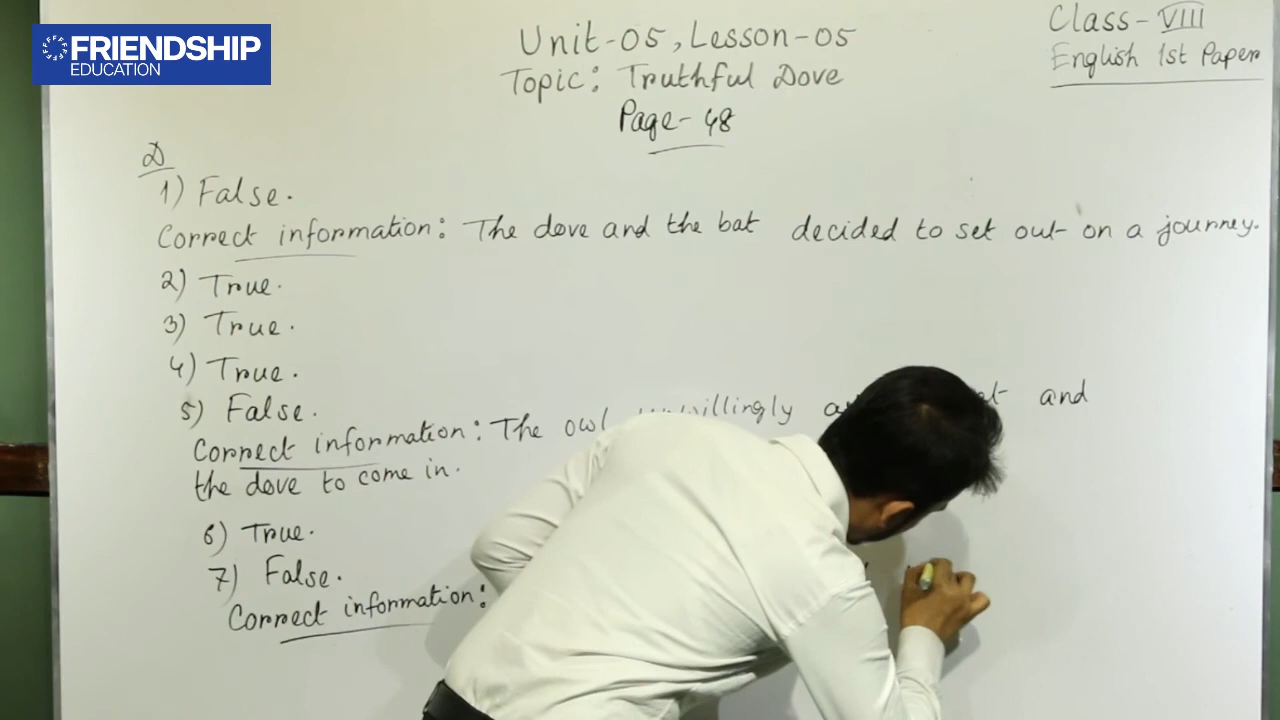 FRIENDSHIP
EDUCATION
Unit-05, Lesson-05
Topic: Truthful Dove
Page-48
Class-VIII
English 1st Paper
D
1) False.
Correct information: The dove and the bat decided to set out on a journey.
2) True.
3) True.
4) True.
5) False.
Correct information: The owl and
the dove to come in.
6) True.
7) False.
Correct information: